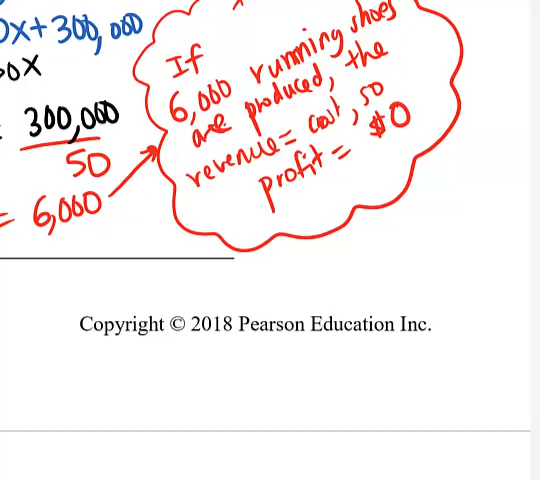 0x+300,000
0x
= 300,000
50
= 6,000
If
6,000 running shoes
are produced, the
revenue = cost, so
profit = $0
Copyright © 2018 Pearson Education Inc.